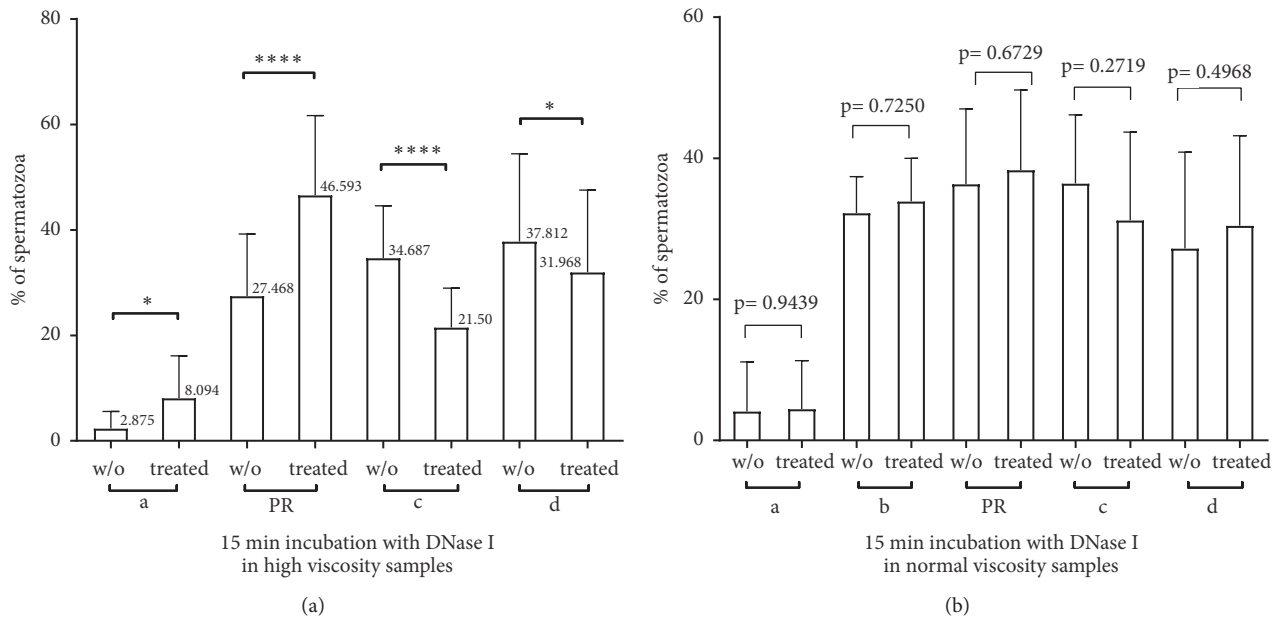 80
60
40
20
0
% of spermatozoa
*
****
****
*
2.875
8.094
27.468
46.593
34.687
21.50
37.812
31.968
w/o treated w/o treated w/o treated w/o treated
a PR c d
15 min incubation with DNase I
in high viscosity samples
(a)
60
40
20
0
% of spermatozoa
p= 0.9439
p= 0.7250
p= 0.6729
p= 0.2719
p= 0.4968
w/o treated w/o treated w/o treated w/o treated w/o treated
a b PR c d
15 min incubation with DNase I
in normal viscosity samples
(b)